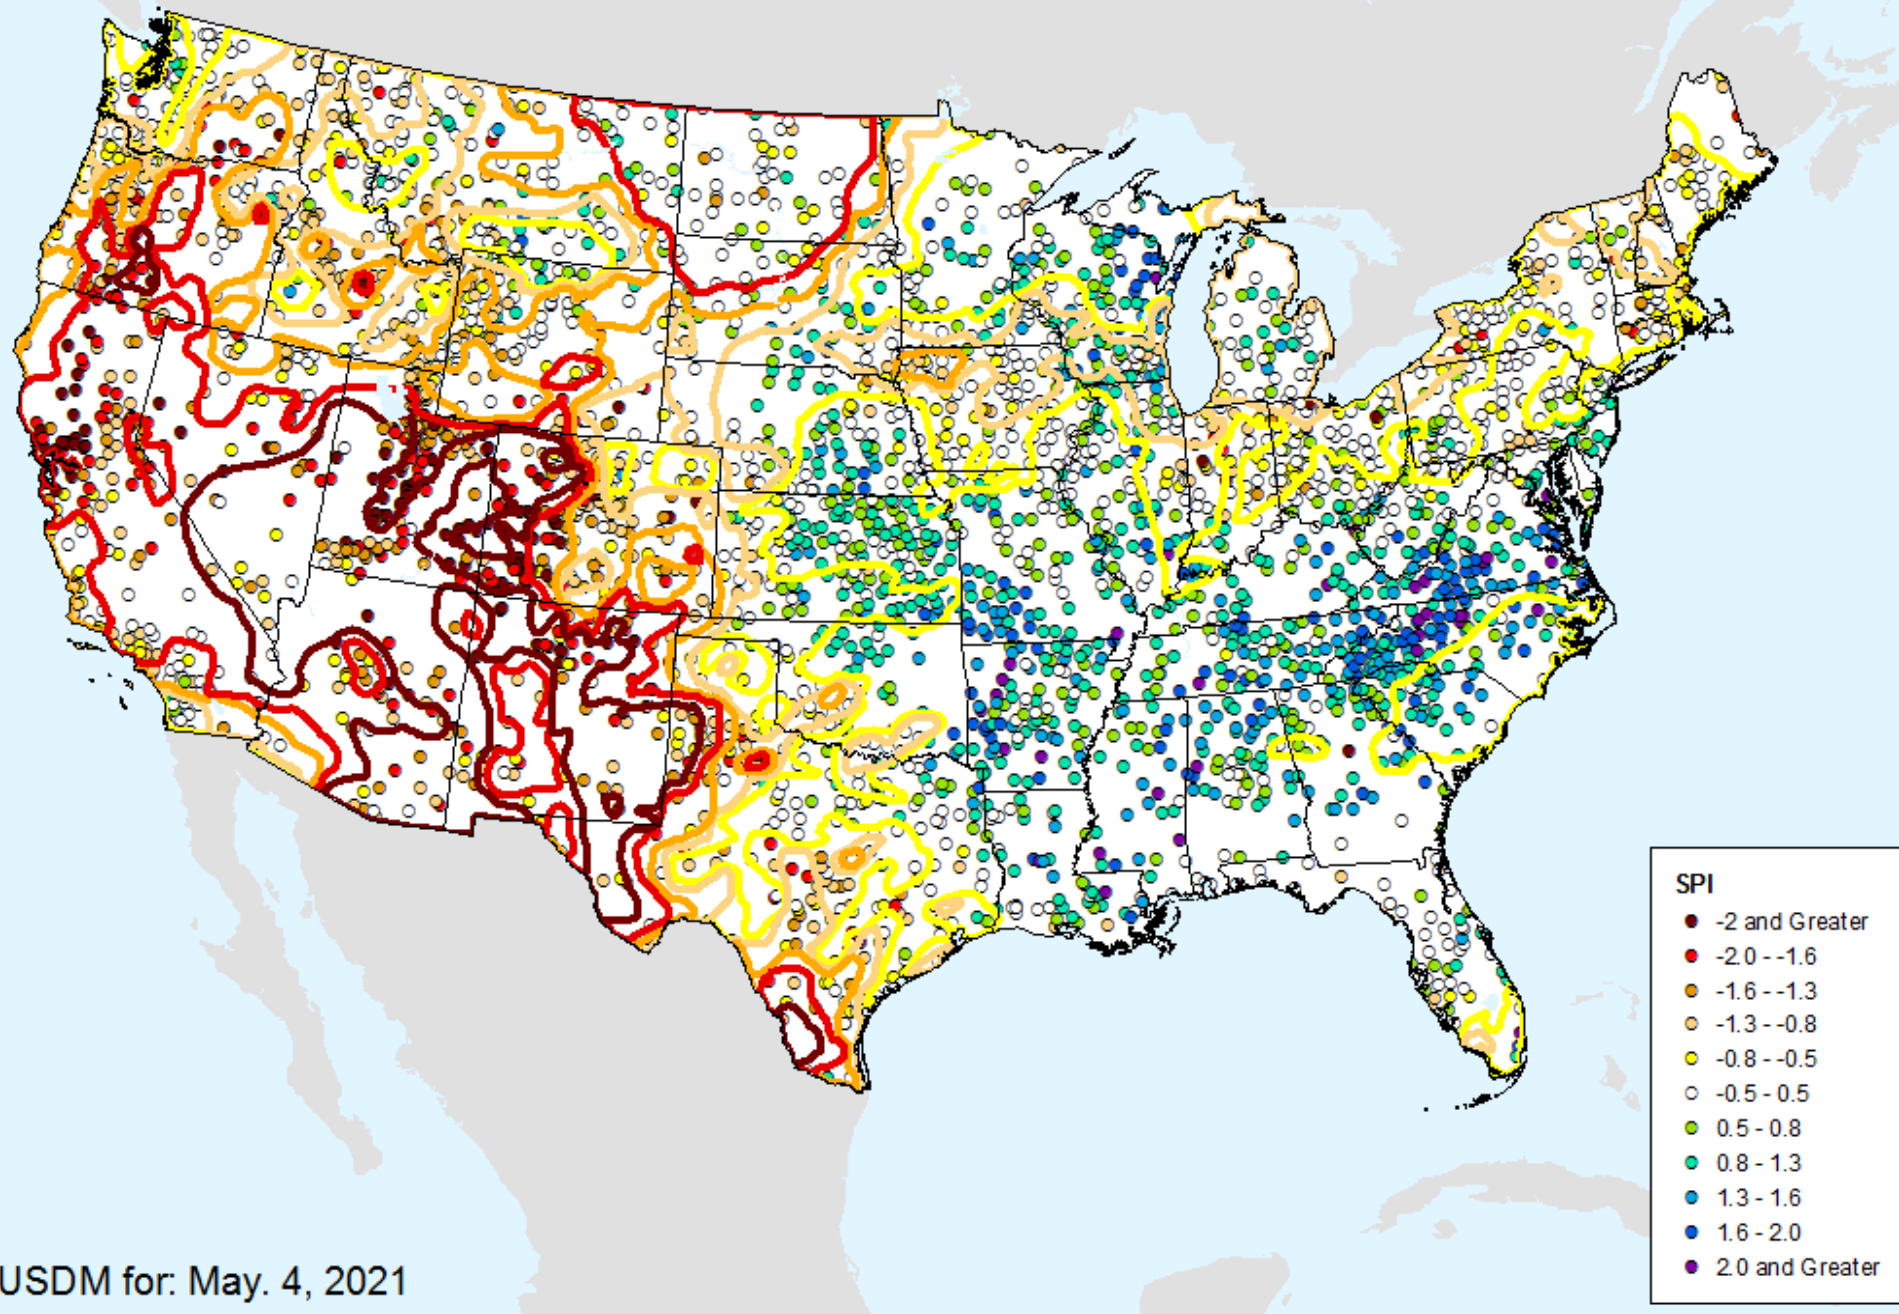 SPI
-2 and Greater
-2.0 - -1.6
-1.6 - -1.3
-1.3 - -0.8
-0.8 - -0.5
-0.5 - 0.5
0.5 - 0.8
0.8 - 1.3
1.3 - 1.6
1.6 - 2.0
2.0 and Greater
USDM for: May. 4, 2021